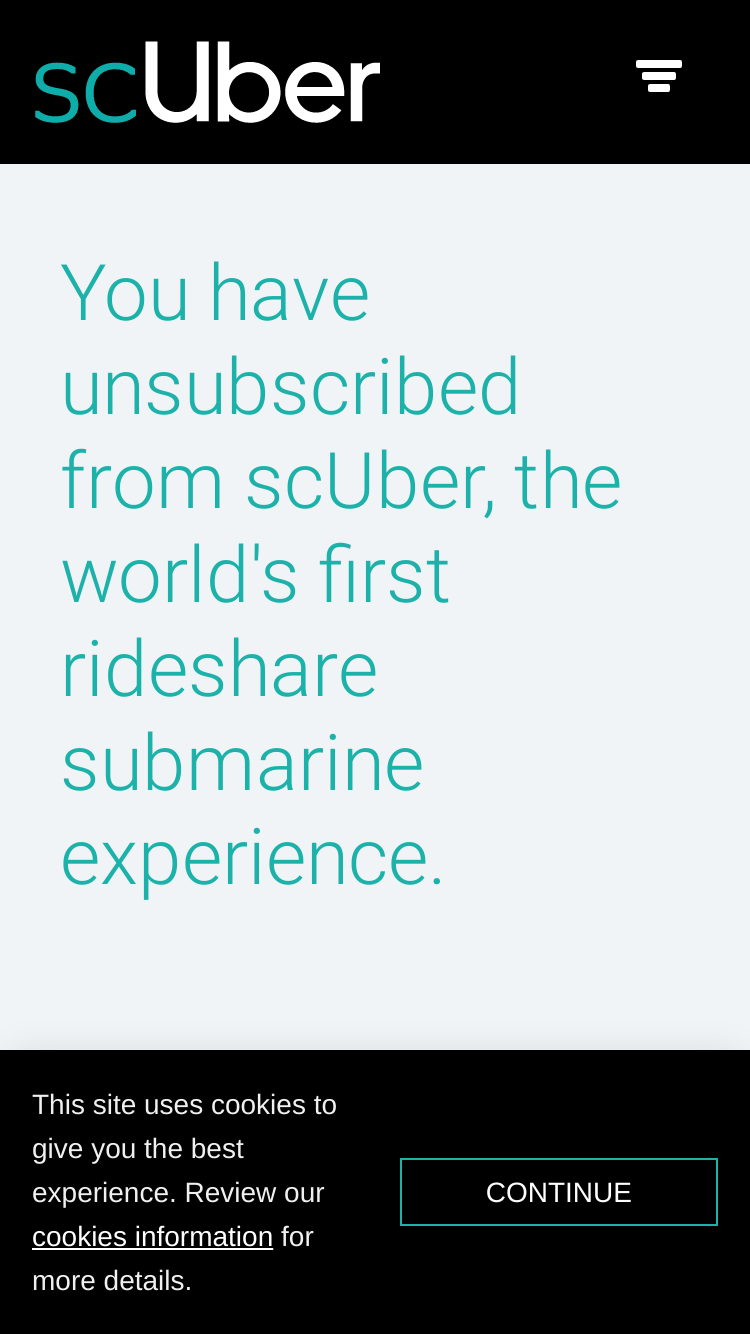 scUber
You have
unsubscribed
from scUber, the
world's first
rideshare
submarine
experience.
This site uses cookies to
give you the best
experience. Review our
cookies information for
more details.
CONTINUE